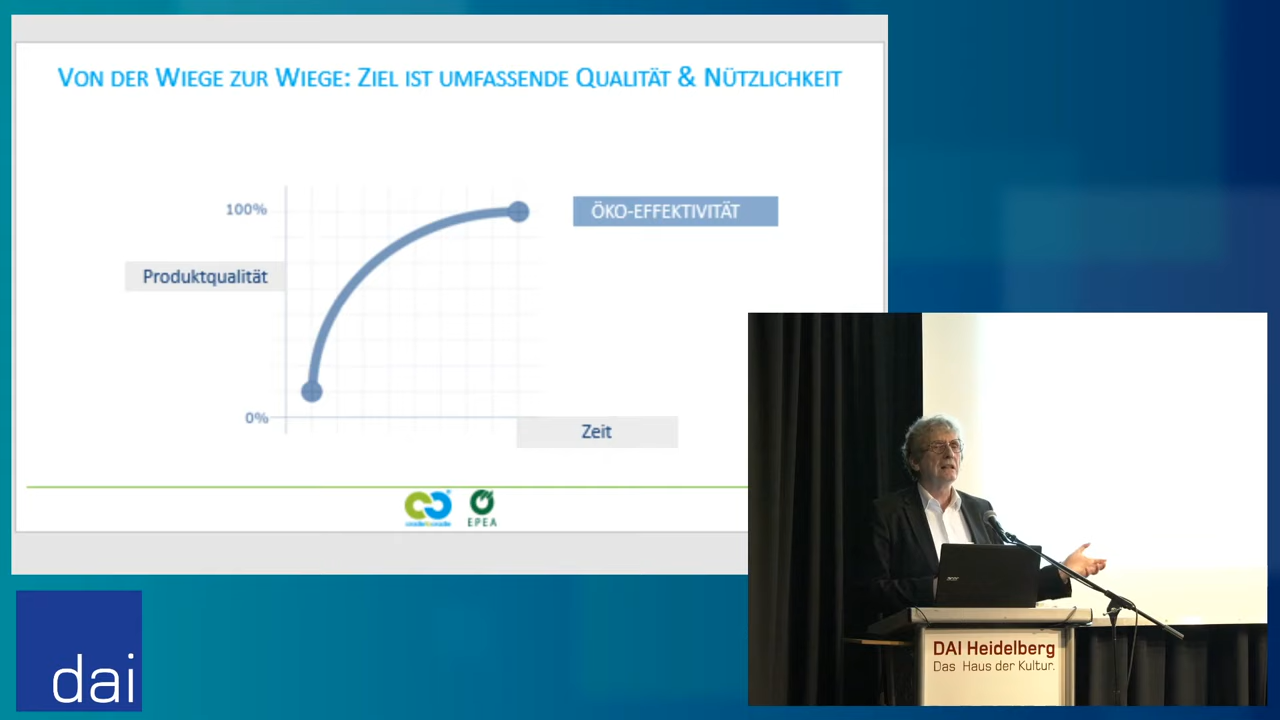 VON DER WIEGE ZUR WIEGE: ZIEL IST UMFASSENDE QUALITÄT & NÜTZLICHKEIT
100%
ÖKO-EFFEKTIVITÄT
Produktqualität
0%
Zeit
EPEA
acer
DAI Heidelberg
Das Haus der Kultur.
dai